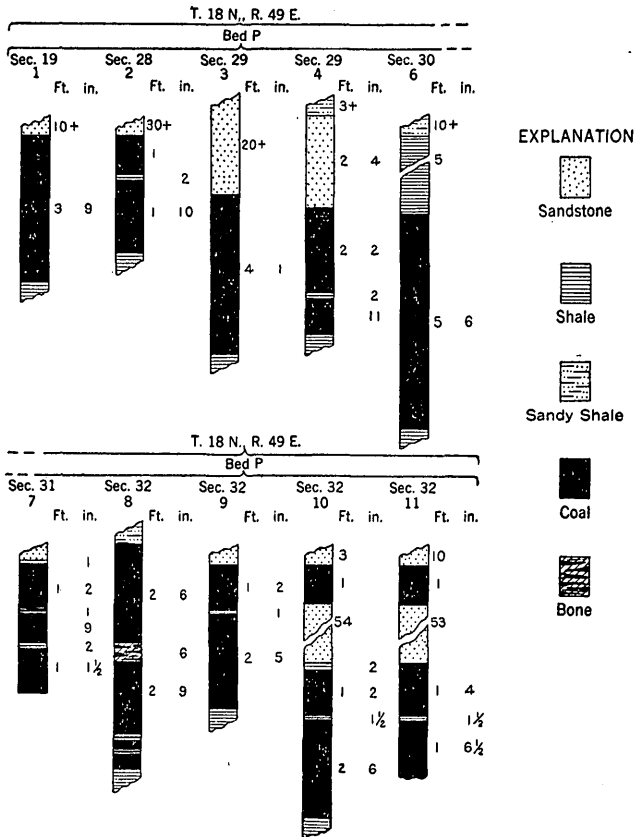 T. 18 N., R. 49 E.
Bed P
Sec. 19 Sec. 28 Sec. 29 Sec. 29 Sec. 30
1 2 3 4 6
Ft. in. Ft. in. Ft. in. Ft. in. Ft. in.
10+ 30+ 3+ 10+
1 20+ 2 4 5
2
3 9 1 10
4 1 2 2
2
11 5 6
T. 18 N., R. 49 E.
Bed P
Sec. 31 Sec. 32 Sec. 32 Sec. 32 Sec. 32
7 8 9 10 11
Ft. in. Ft. in. Ft. in. Ft. in. Ft. in.
1 3 10
1 2 2 6 1 2 1 1
1 1
9 54 53
2 6 2 5
1 1½ 2
2 9 1 2 1 4
1½ 1½
2 6 1 6½
EXPLANATION
Sandstone
Shale
Sandy Shale
Coal
Bone